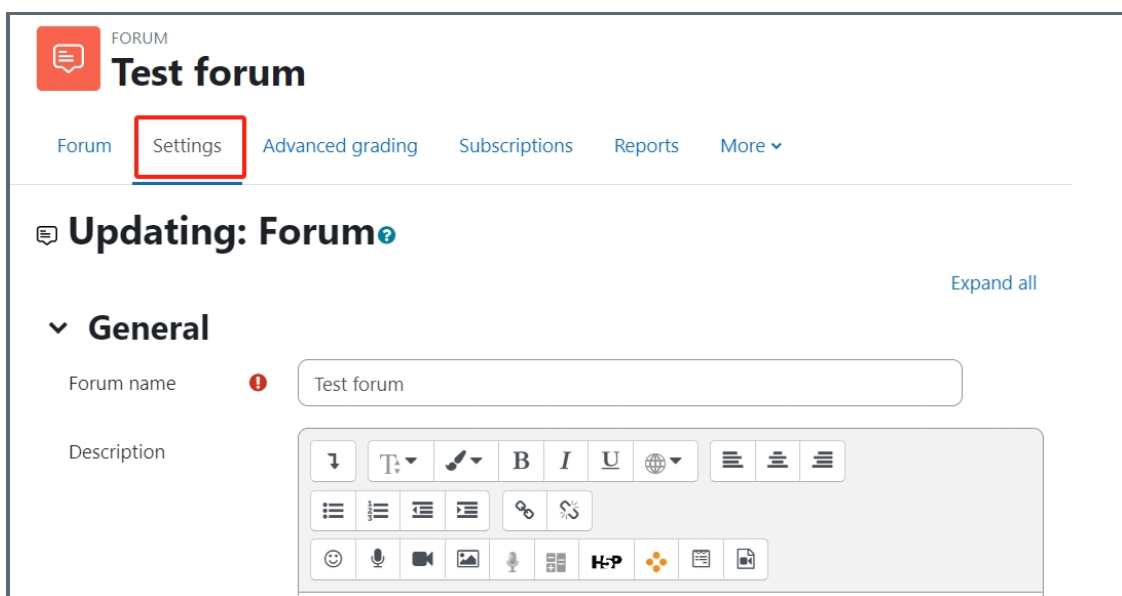 FORUM
Test forum
Forum Settings Advanced grading Subscriptions Reports More
Updating: Forum
Expand all
General
Forum name Test forum
Description
B I U
H5P